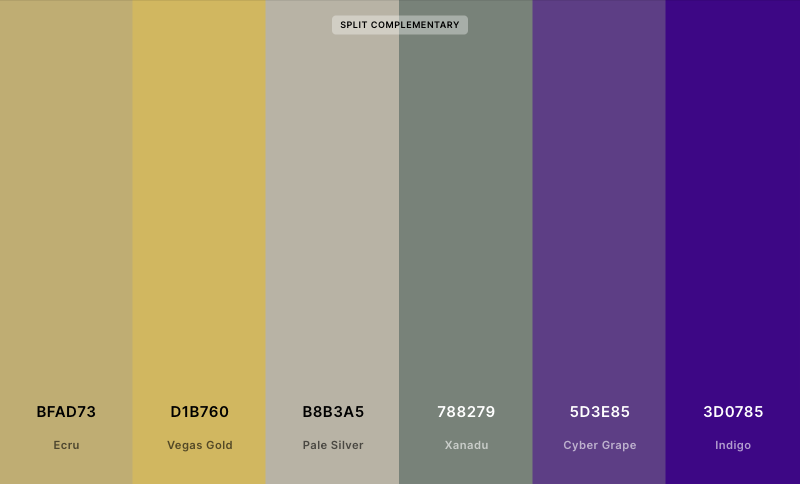 SPLIT COMPLEMENTARY
BFAD73
Ecru
D1B760
Vegas Gold
B8B3A5
Pale Silver
788279
Xanadu
5D3E85
Cyber Grape
3D0785
Indigo